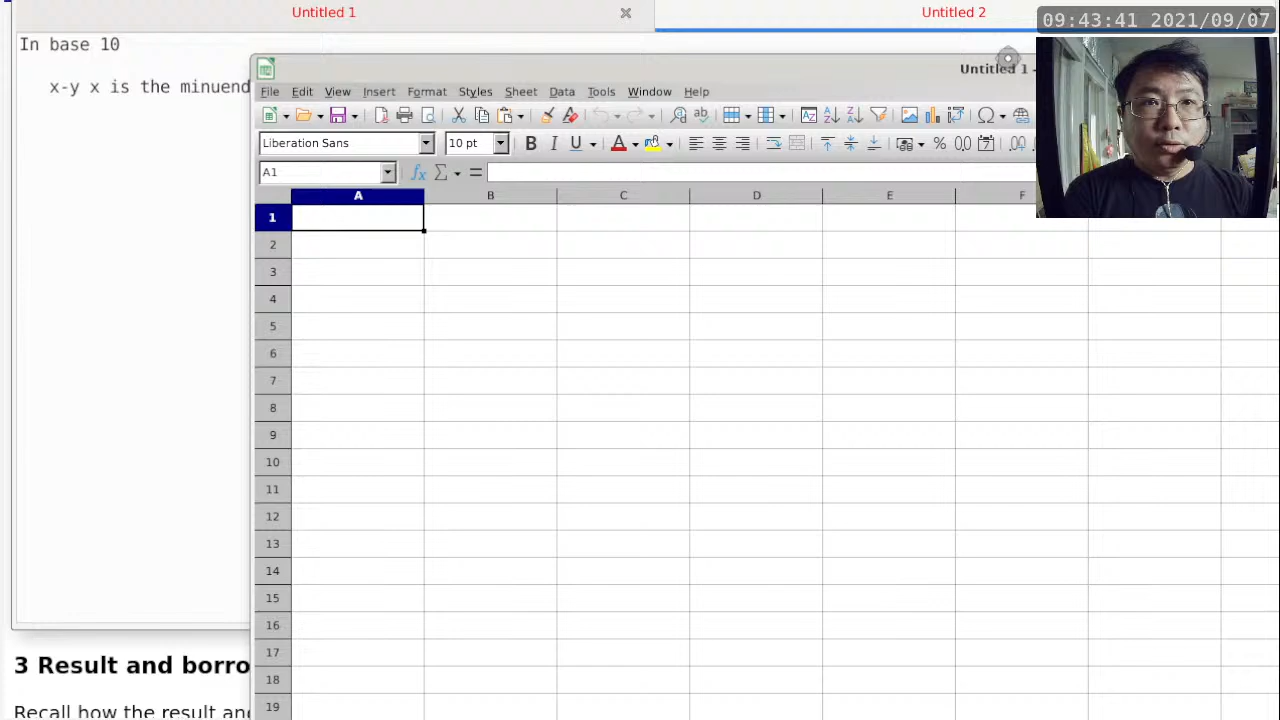 Untitled 1
Untitled 2
09:43:41 2021/09/07
In base 10
x-y x is the minuend
Untitled 1 -
File Edit View Insert Format Styles Sheet Data Tools Window Help
Liberation Sans
10 pt
A1
A B C D E F
1
2
3
4
5
6
7
8
9
10
11
12
13
14
15
16
17
18
19
3 Result and borro
Recall how the result an